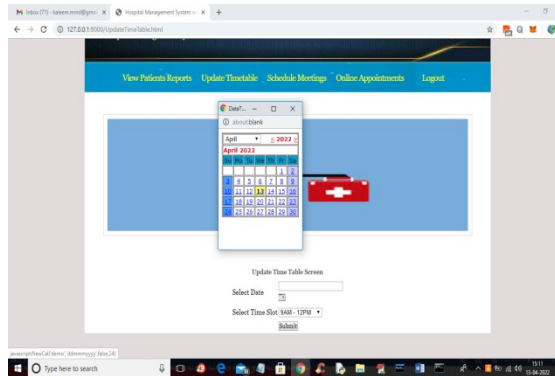 Inbox (71) - kaleem.mmd@gmai
Hospital Management System
127.0.0.1:8000/UpdateTimeTable.html
View Patients Reports Update Timetable Schedule Meetings Online Appointments Logout
DateT...
about:blank
April < 2022 >
April 2022
Su Mo Tu We Th Fr Sa
1 2
3 4 5 6 7 8 9
10 11 12 13 14 15 16
17 18 19 20 21 22 23
24 25 26 27 28 29 30
Update Time Table Screen
Select Date
Select Time Slot 9AM - 12PM
Submit
Type here to search
15:11
13-04-2022